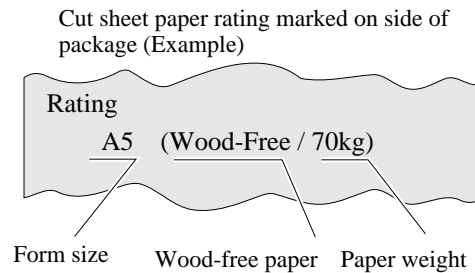 Cut sheet paper rating marked on side of
package (Example)
Rating
A5 (Wood-Free / 70kg)
Form size Wood-free paper Paper weight